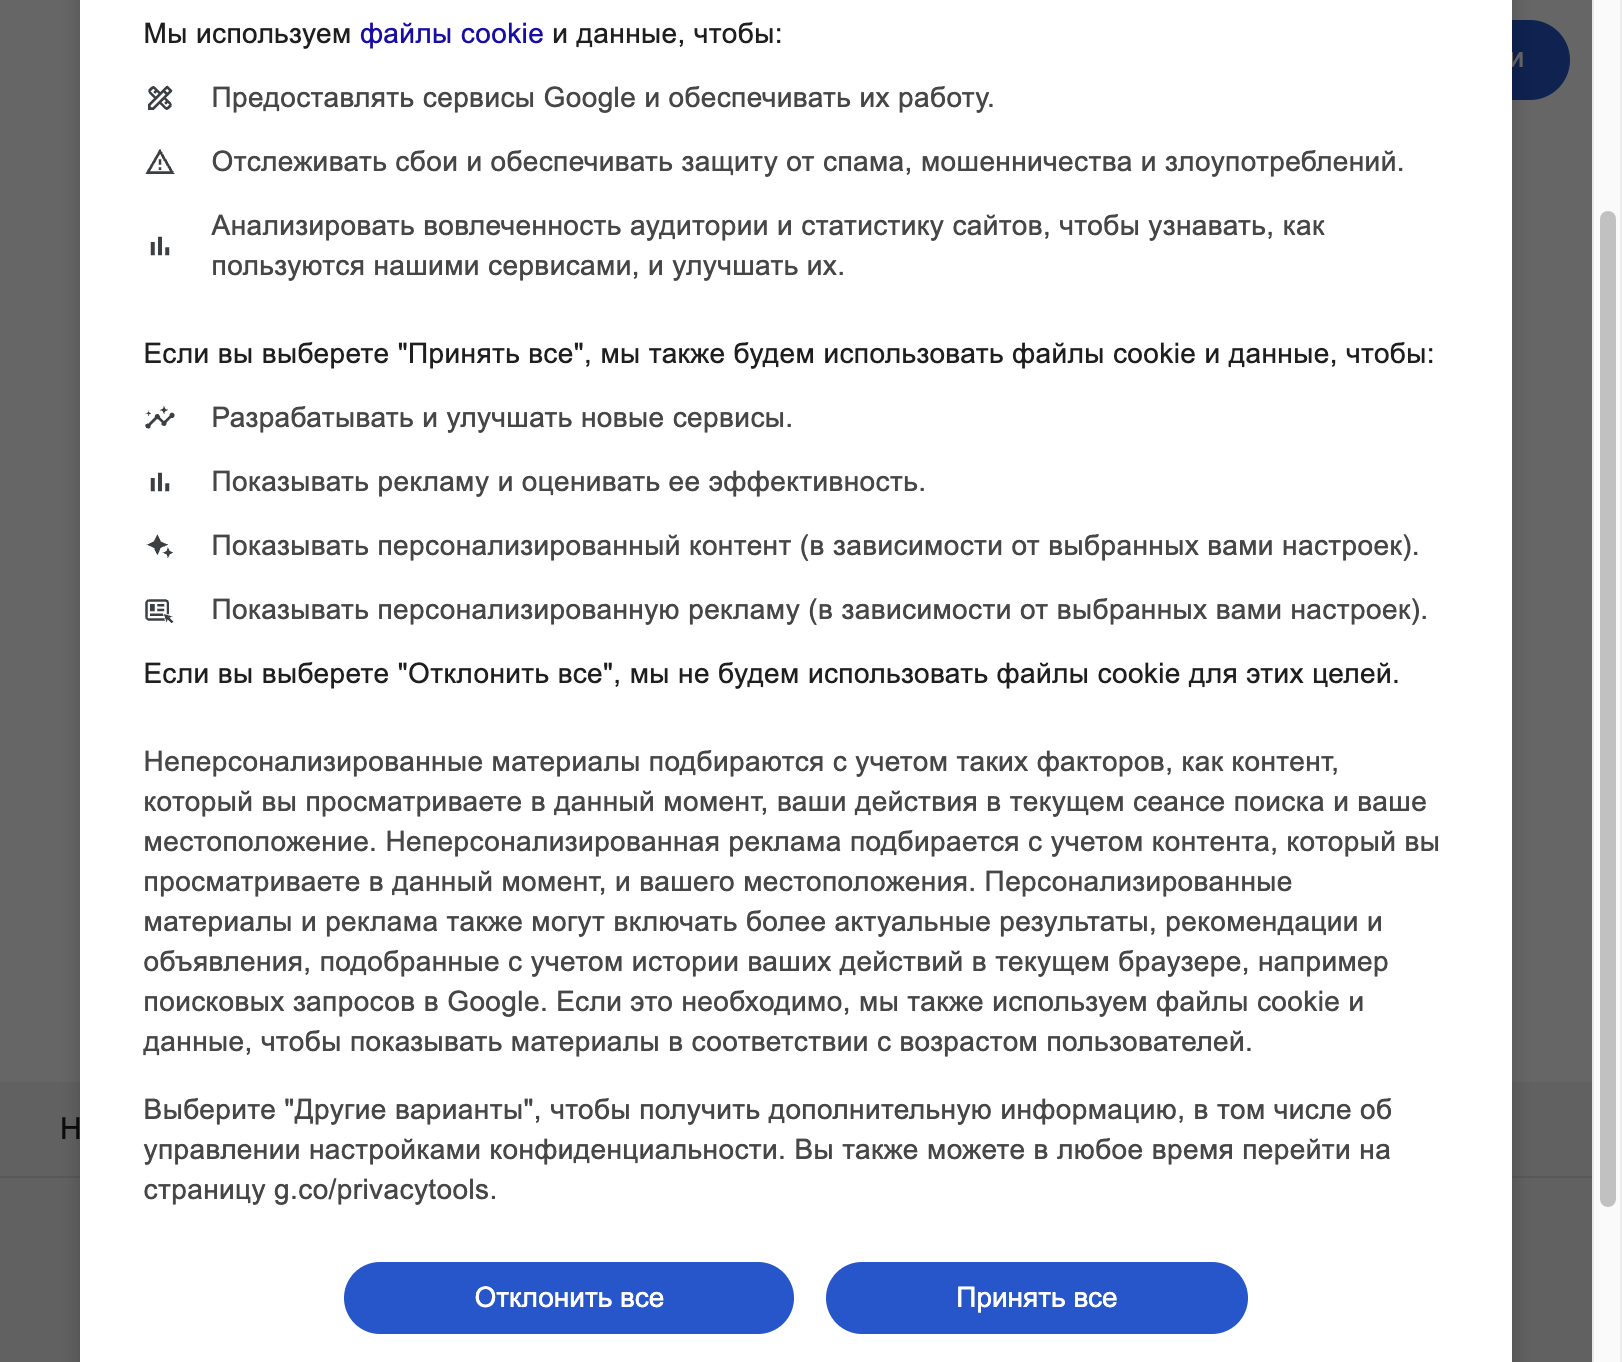 Мы используем файлы cookie и данные, чтобы:
и
Предоставлять сервисы Google и обеспечивать их работу.
Отслеживать сбои и обеспечивать защиту от спама, мошенничества и злоупотреблений.
Анализировать вовлеченность аудитории и статистику сайтов, чтобы узнавать, как
пользуются нашими сервисами, и улучшать их.
Если вы выберете "Принять все", мы также будем использовать файлы cookie и данные, чтобы:
Разрабатывать и улучшать новые сервисы.
Показывать рекламу и оценивать ее эффективность.
Показывать персонализированный контент (в зависимости от выбранных вами настроек).
Показывать персонализированную рекламу (в зависимости от выбранных вами настроек).
Если вы выберете "Отклонить все", мы не будем использовать файлы cookie для этих целей.
Неперсонализированные материалы подбираются с учетом таких факторов, как контент,
который вы просматриваете в данный момент, ваши действия в текущем сеансе поиска и ваше
местоположение. Неперсонализированная реклама подбирается с учетом контента, который вы
просматриваете в данный момент, и вашего местоположения. Персонализированные
материалы и реклама также могут включать более актуальные результаты, рекомендации и
объявления, подобранные с учетом истории ваших действий в текущем браузере, например
поисковых запросов в Google. Если это необходимо, мы также используем файлы cookie и
данные, чтобы показывать материалы в соответствии с возрастом пользователей.
Выберите "Другие варианты", чтобы получить дополнительную информацию, в том числе об
управлении настройками конфиденциальности. Вы также можете в любое время перейти на
страницу g.co/privacytools.
Н
Отклонить все
Принять все